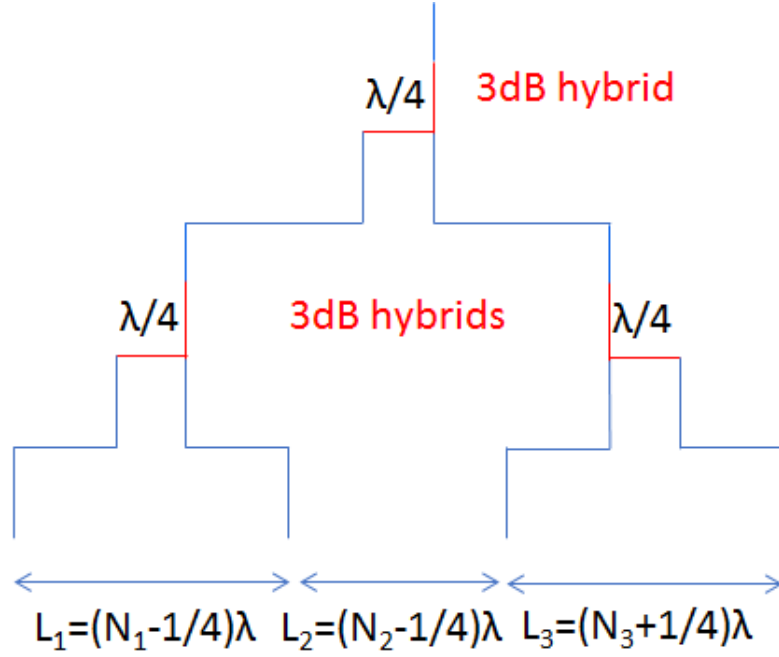 λ/4 3dB hybrid
λ/4 3dB hybrids λ/4
L₁=(N₁-1/4)λ L₂=(N₂-1/4)λ L₃=(N₃+1/4)λ